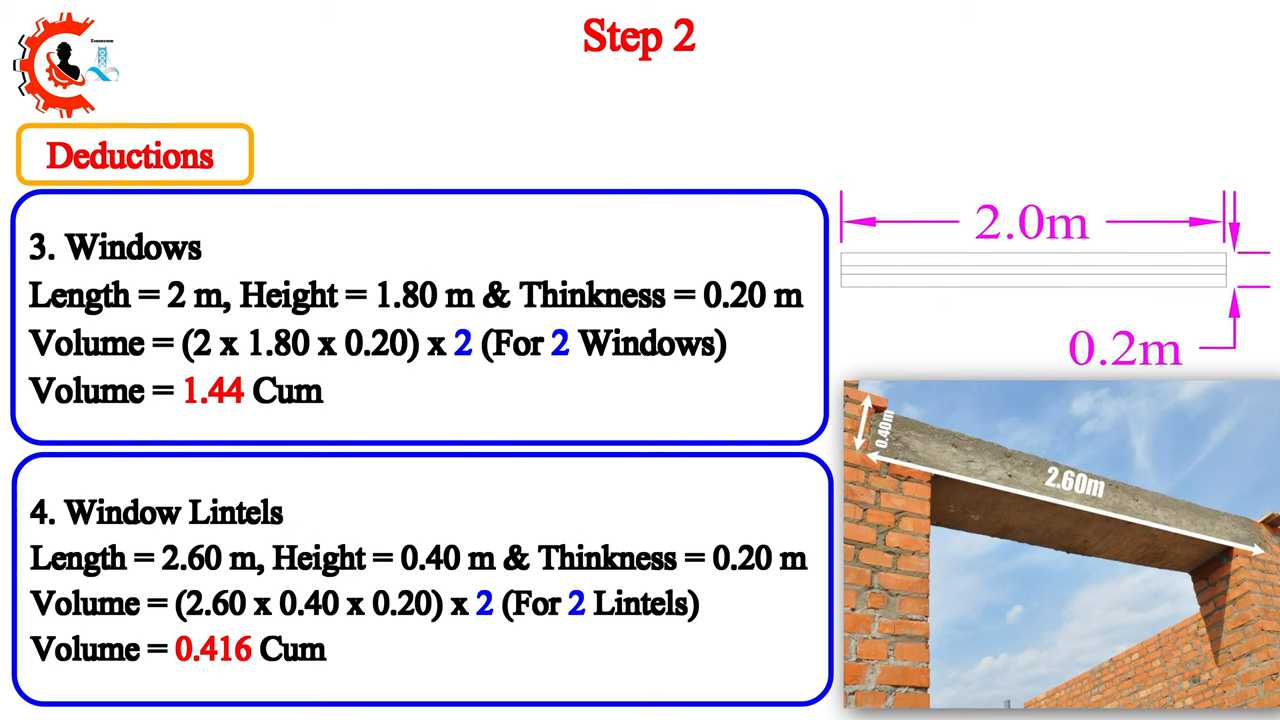 Step 2
ENGINEERING
Deductions
3. Windows
Length = 2 m, Height = 1.80 m & Thinkness = 0.20 m
Volume = (2 x 1.80 x 0.20) x 2 (For 2 Windows)
Volume = 1.44 Cum
2.0m
0.2m
4. Window Lintels
Length = 2.60 m, Height = 0.40 m & Thinkness = 0.20 m
Volume = (2.60 x 0.40 x 0.20) x 2 (For 2 Lintels)
Volume = 0.416 Cum
0.40m
2.60m